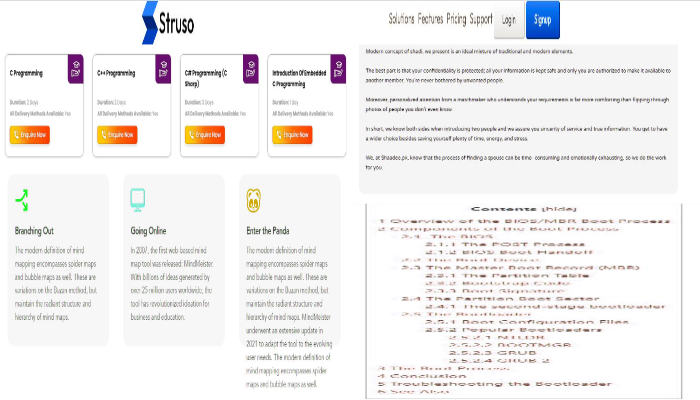 Struso
Solutions Features Pricing Support
Login
Signup
C Programming
Duration: 2 Days
All Delivery Methods Available: Yes
Enquire Now
C++ Programming
Duration: 2 Days
All Delivery Methods Available: Yes
Enquire Now
C# Programming (C
Sharp)
Duration: 3 Days
All Delivery Methods Available: Yes
Enquire Now
Introduction Of Embedded
C Programming
Duration: 1 Day
All Delivery Methods Available: Yes
Enquire Now
Branching Out
The modern definition of mind
mapping encompasses spider maps
and bubble maps as well. These are
variations on the Buzan method, but
maintain the radiant structure and
hierarchy of mind maps.
Going Online
In 2007, the first web-based mind
map tool was released: MindMeister.
With billions of ideas generated by
over 25 million users worldwide, the
tool has revolutionized ideation for
business and education.
Enter the Panda
The modern definition of mind
mapping encompasses spider maps
and bubble maps as well. These are
variations on the Buzan method, but
maintain the radiant structure and
hierarchy of mind maps. MindMeister
underwent an extensive update in
2021 to adapt the tool to the evolving
user needs. The modern definition of
mind mapping encompasses spider
maps and bubble maps as well.
Modern concept of shadi, we present is an ideal mixture of traditional and modern elements.
The best part is that your confidentiality is protected; all your information is kept safe and only you are authorized to make it available to
another member. You're never bothered by unwanted people.
Moreover, personalized attention from a matchmaker who understands your requirements is far more comforting than flipping through
photos of people you don't even know.
In short, we know both sides when introducing two people and we assure you sincerity of service and true information. You get to have
a wider choice besides saving yourself plenty of time, energy, and stress.
We, at Shaadee.pk, know that the process of finding a spouse can be time consuming and emotionally exhausting, so we do the work
for you.
Contents [hide]
1 Overview of the BIOS/MBR Boot Process
2 Components of the Boot Process
2.1 The BIOS
2.1.1 The POST Process
2.1.2 BIOS Boot Handoff
2.2 The Boot Device
2.3 The Master Boot Record (MBR)
2.3.1 The Partition Table
2.3.2 Bootstrap Code
2.3.3 Boot Signature
2.4 The Partition Boot Sector
2.4.1 The second-stage bootloader
2.5 The Bootloader
2.5.1 Boot Configuration Files
2.5.2 Popular Bootloaders
2.5.2.1 NTLDR
2.5.2.2 BOOTMGR
2.5.2.3 GRUB
2.5.2.4 GRUB 2
3 The Boot Process
4 Conclusion
5 Troubleshooting the Bootloader
6 See Also